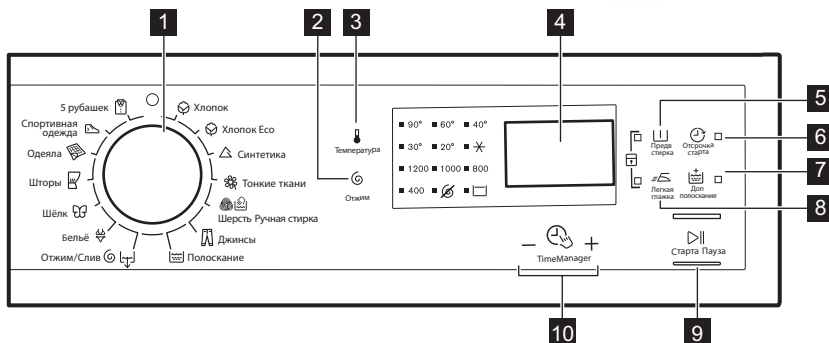 1
2
3
4
5
6
7
8
9
10
5 рубашек
Спортивная
одежда
Одеяла
Шторы
Шёлк
Бельё
Отжим/Слив
Хлопок
Хлопок Eco
Синтетика
Тонкие ткани
Шерсть Ручная стирка
Джинсы
Полоскание
Температура
Отжим
90° 60° 40°
30° 20°
1200 1000 800
400
Предв
стирка
Отсрочка
старта
Легкая
глажка
Доп
полоскание
− +
TimeManager
Старта Пауза